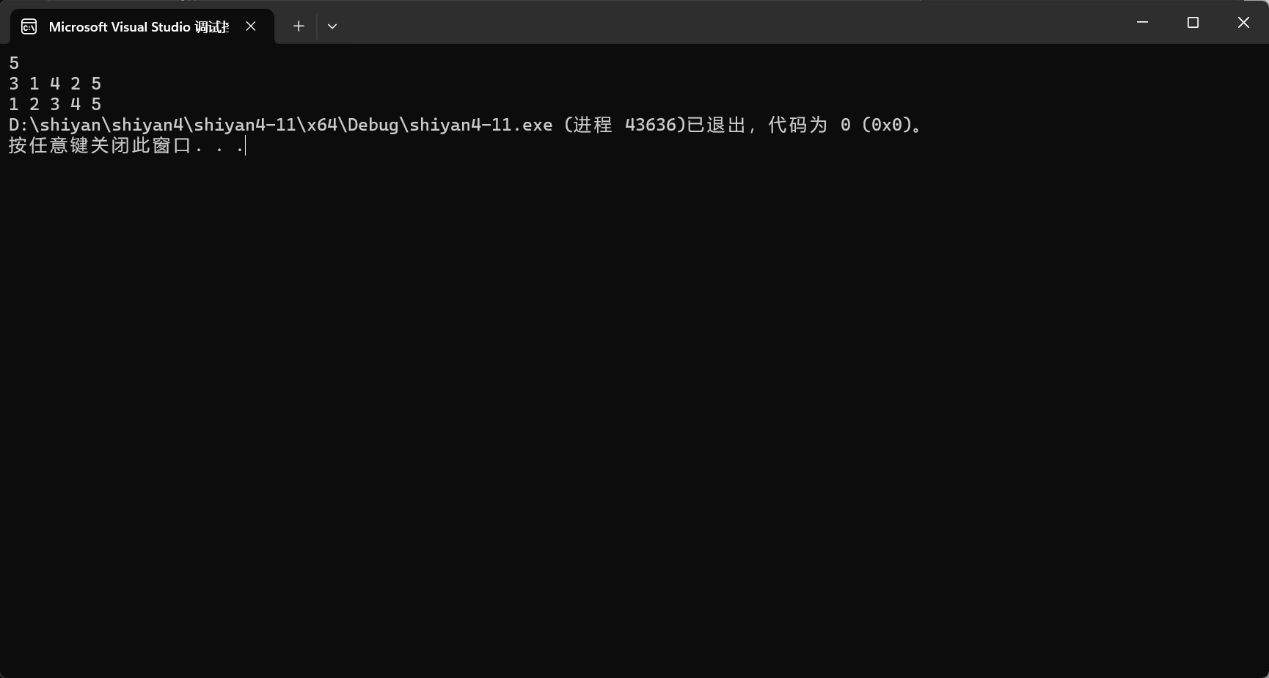 Microsoft Visual Studio 调试
5
3 1 4 2 5
1 2 3 4 5
D:\shiyan\shiyan4\shiyan4-11\x64\Debug\shiyan4-11.exe (进程 43636)已退出，代码为 0 (0x0)。
按任意键关闭此窗口. . .